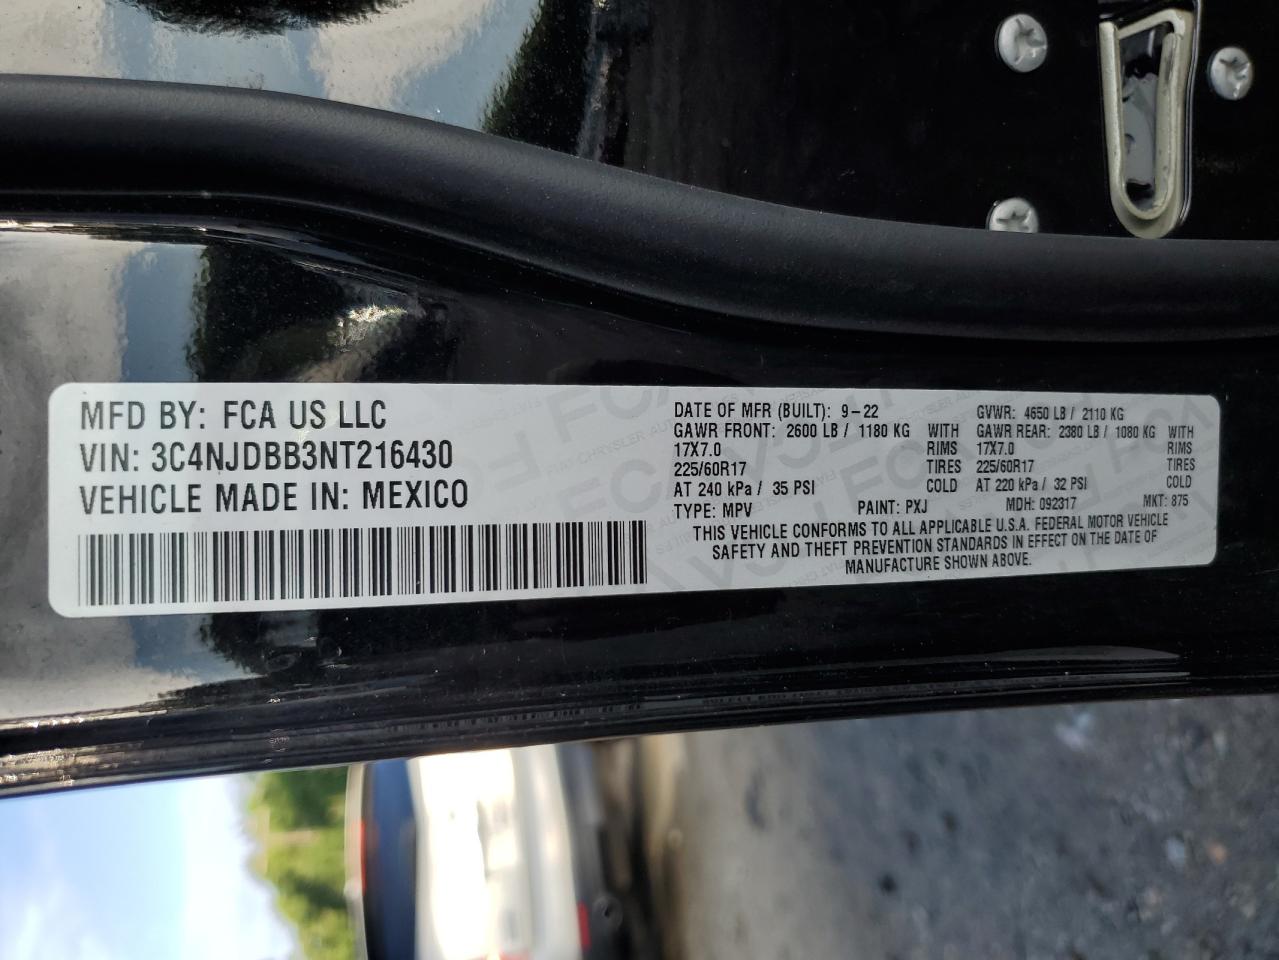 MFD BY: FCA US LLC
VIN: 3C4NJDBB3NT216430
VEHICLE MADE IN: MEXICO
DATE OF MFR (BUILT): 9-22 GVWR: 4650 LB / 2110 KG
GAWR FRONT: 2600 LB / 1180 KG WITH GAWR REAR: 2380 LB / 1080 KG WITH
17X7.0 RIMS 17X7.0 RIMS
225/60R17 TIRES 225/60R17 TIRES
AT 240 kPa / 35 PSI COLD AT 220 kPa / 32 PSI COLD
TYPE: MPV PAINT: PXJ MDH: 092317 MKT: 875
THIS VEHICLE CONFORMS TO ALL APPLICABLE U.S.A. FEDERAL MOTOR VEHICLE
SAFETY AND THEFT PREVENTION STANDARDS IN EFFECT ON THE DATE OF
MANUFACTURE SHOWN ABOVE.